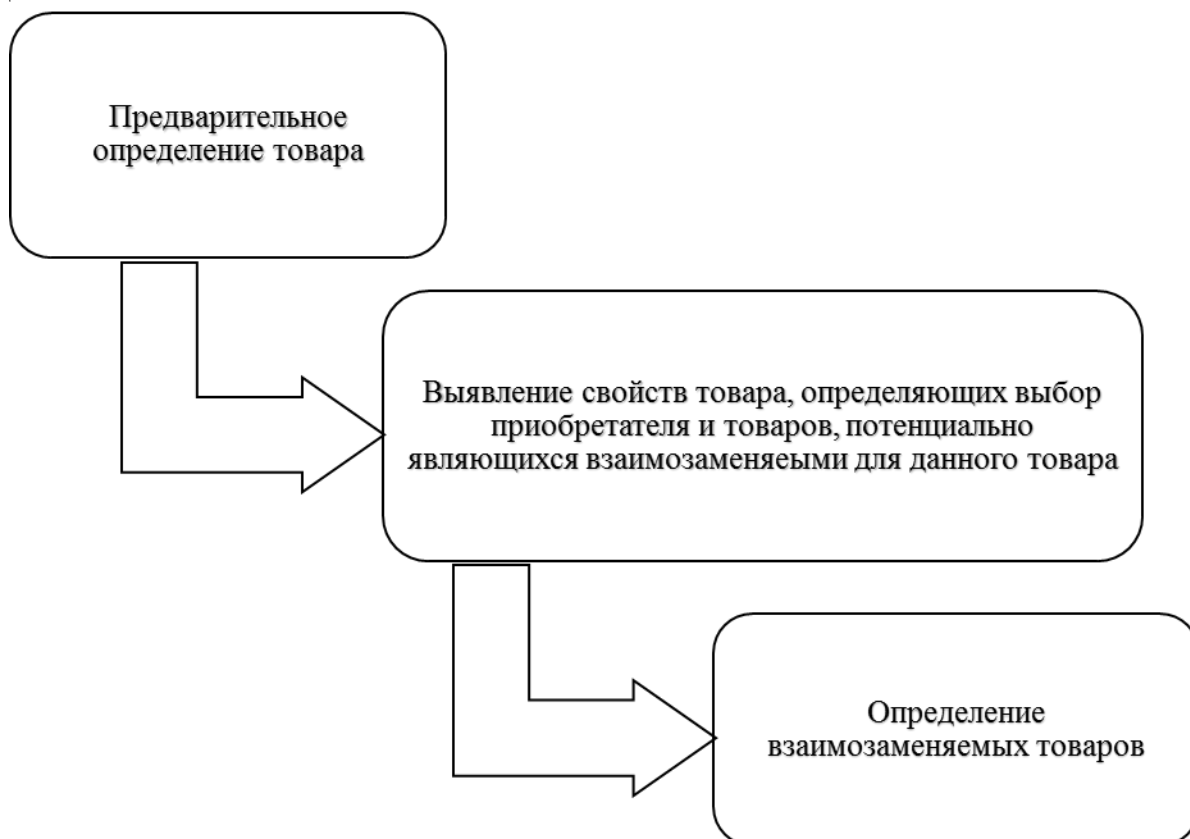 Предварительное
определение товара
Выявление свойств товара, определяющих выбор
приобретателя и товаров, потенциально
являющихся взаимозаменяеыми для данного товара
Определение
взаимозаменяемых товаров